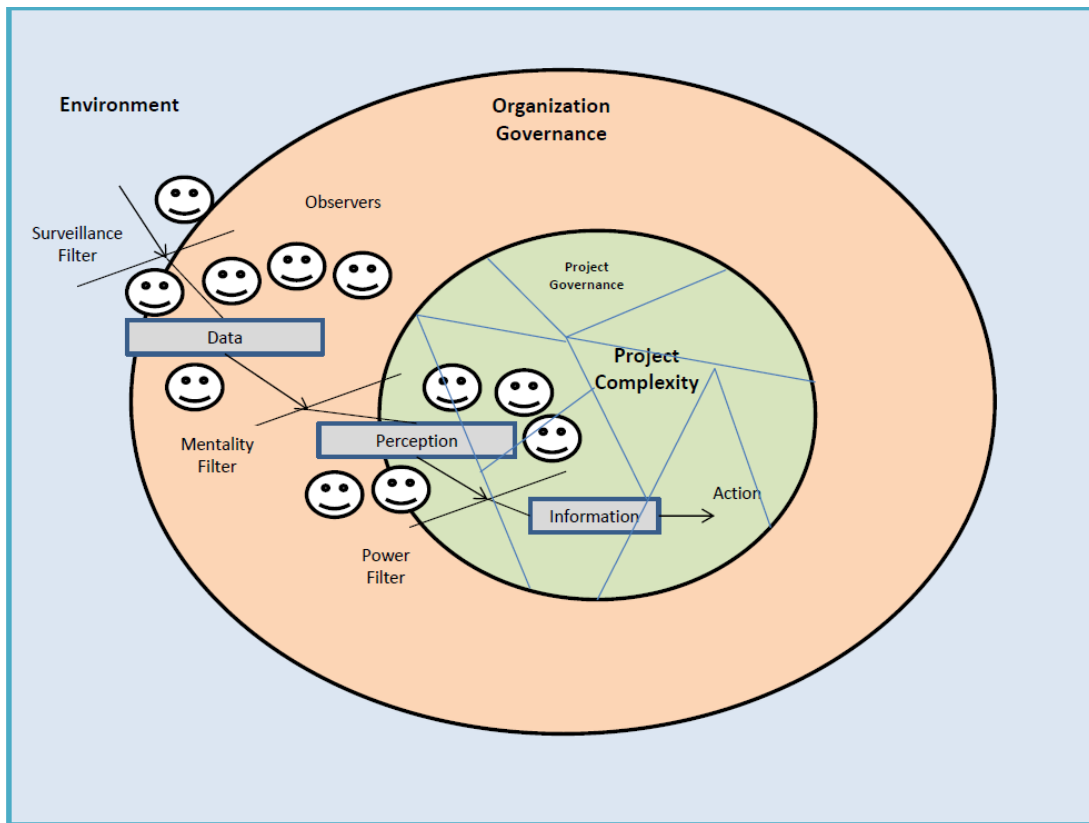 Environment
Organization
Governance
Observers
Surveillance
Filter
Project
Governance
Data
Project
Complexity
Mentality
Filter
Perception
Action
Information
Power
Filter